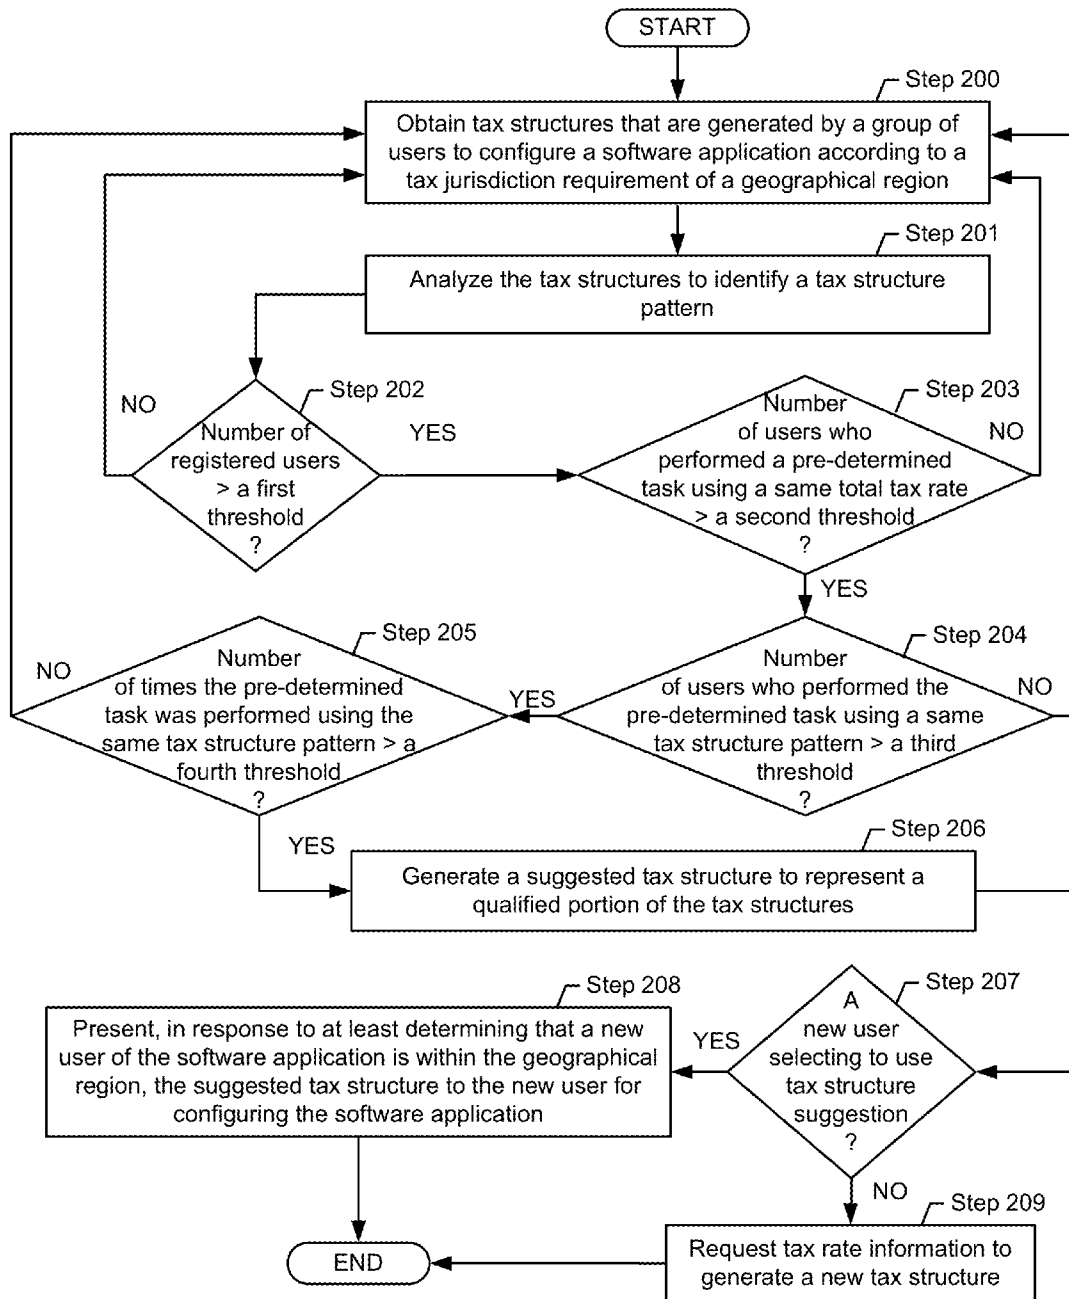 START
Step 200
Obtain tax structures that are generated by a group of
users to configure a software application according to a
tax jurisdiction requirement of a geographical region
Step 201
Analyze the tax structures to identify a tax structure
pattern
Step 202
NO
YES
Number of
registered users
> a first
threshold
?
Step 203
NO
Number
of users who
performed a pre-determined
task using a same total tax rate
> a second threshold
?
YES
Step 204
NO
Number
of users who performed the
pre-determined task using a same
tax structure pattern > a third
threshold
?
YES
Step 205
NO
Number
of times the pre-determined
task was performed using the
same tax structure pattern > a
fourth threshold
?
YES
Step 206
Generate a suggested tax structure to represent a
qualified portion of the tax structures
Step 207
A
new user
selecting to use
tax structure
suggestion
?
YES
Step 208
Present, in response to at least determining that a new
user of the software application is within the geographical
region, the suggested tax structure to the new user for
configuring the software application
NO
Step 209
Request tax rate information to
generate a new tax structure
END